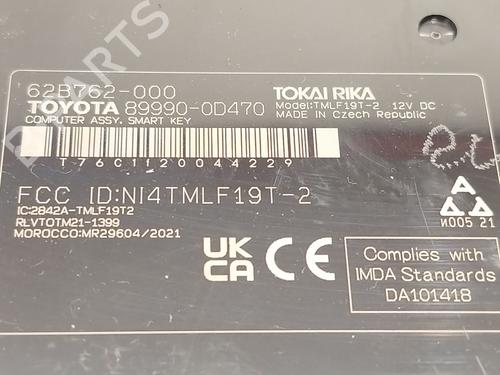 PARTS
62B762-000
TOYOTA 89990-0D470
COMPUTER ASSY, SMART KEY
TOKAI RIKA
Model:TMLF19T-2 12V DC
MADE IN Czech Republic
T76C1120044229
FCC ID:NI4TMLF19T-2
IC:2842A-TMLF19T2
RLVTOTM21-1399
MOROCCO:MR29604/2021
UK
CA
CE
И005 21
Complies with
IMDA Standards
DA101418